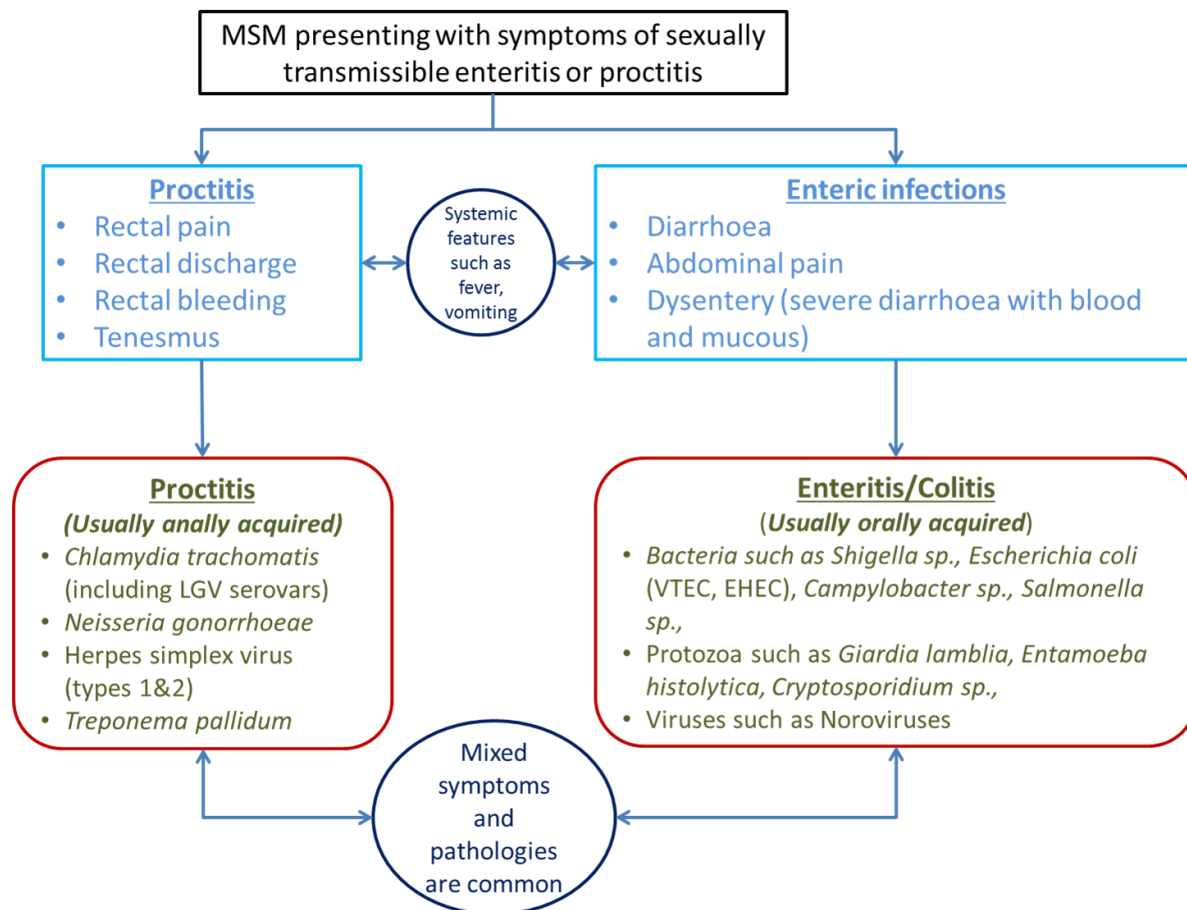 MSM presenting with symptoms of sexually
transmissible enteritis or proctitis
Proctitis
• Rectal pain
• Rectal discharge
• Rectal bleeding
• Tenesmus
Systemic
features
such as
fever,
vomiting
Enteric infections
• Diarrhoea
• Abdominal pain
• Dysentery (severe diarrhoea with blood
and mucous)
Proctitis
(Usually anally acquired)
• Chlamydia trachomatis
(including LGV serovars)
• Neisseria gonorrhoeae
• Herpes simplex virus
(types 1&2)
• Treponema pallidum
Enteritis/Colitis
(Usually orally acquired)
• Bacteria such as Shigella sp., Escherichia coli
(VTEC, EHEC), Campylobacter sp., Salmonella
sp.,
• Protozoa such as Giardia lamblia, Entamoeba
histolytica, Cryptosporidium sp.,
• Viruses such as Noroviruses
Mixed
symptoms
and
pathologies
are common